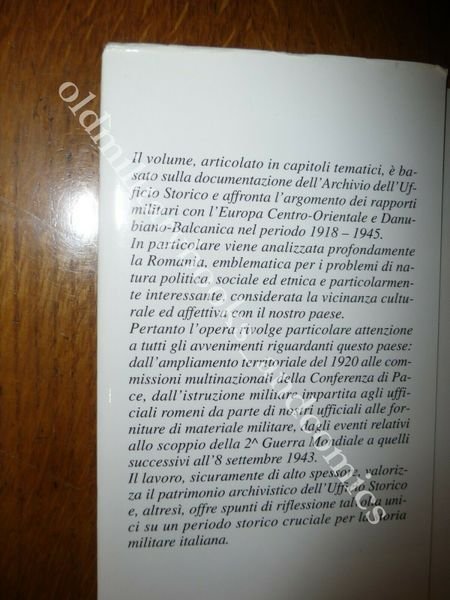 Il volume, articolato in capitoli tematici, è ba-
sato sulla documentazione dell'Archivio dell'Uf-
ficio Storico e affronta l'argomento dei rapporti
militari con l'Europa Centro-Orientale e Danu-
biano-Balcanica nel periodo 1918 – 1945.
In particolare viene analizzata profondamente
la Romania, emblematica per i problemi di na-
tura politica, sociale ed etnica e particolarmen-
te interessante, considerata la vicinanza cultu-
rale ed affettiva con il nostro paese.
Pertanto l'opera rivolge particolare attenzione
a tutti gli avvenimenti riguardanti questo paese:
dall'ampliamento territoriale del 1920 alle com-
missioni multinazionali della Conferenza di Pa-
ce, dall'istruzione militare impartita agli uffi-
ciali romeni da parte di nostri ufficiali alle for-
niture di materiale militare, dagli eventi relativi
allo scoppio della 2^ Guerra Mondiale a quelli
successivi all'8 settembre 1943.
Il lavoro, sicuramente di alto spessore, valoriz-
za il patrimonio archivistico dell'Ufficio Storico
e, altresì, offre spunti di riflessione talvolta uni-
ci su un periodo storico cruciale per la storia
militare italiana.